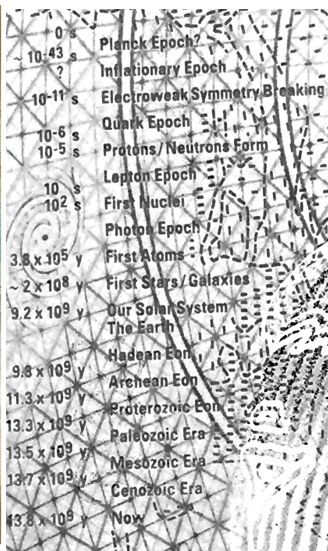 0 s
Planck Epoch?
~ 10-43 s
Inflationary Epoch
?
10-11 s Electroweak Symmetry Breaking
Quark Epoch
10-6 s
10-5 s Protons/Neutrons Form
Lepton Epoch
10 s
10² s First Nuclei
Photon Epoch
3.8 x 10⁵ y First Atoms
~ 2 x 10⁸ y First Stars/Galaxies
9.2 x 10⁹ y Our Solar System
The Earth
Hadean Eon
9.8 x 10⁹ y
Archean Eon
11.3 x 10⁹ y
Proterozoic Eon
13.3 x 10⁹ y
Paleozoic Era
13.5 x 10⁹ y
Mesozoic Era
13.7 x 10⁹ y
Cenozoic Era
13.8 x 10⁹ y Now